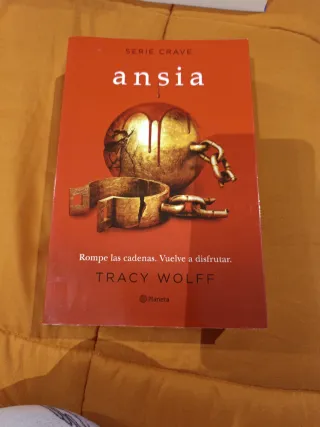 SERIE CRAVE
ansia
Rompe las cadenas. Vuelve a disfrutar.
TRACY WOLFF
Planeta